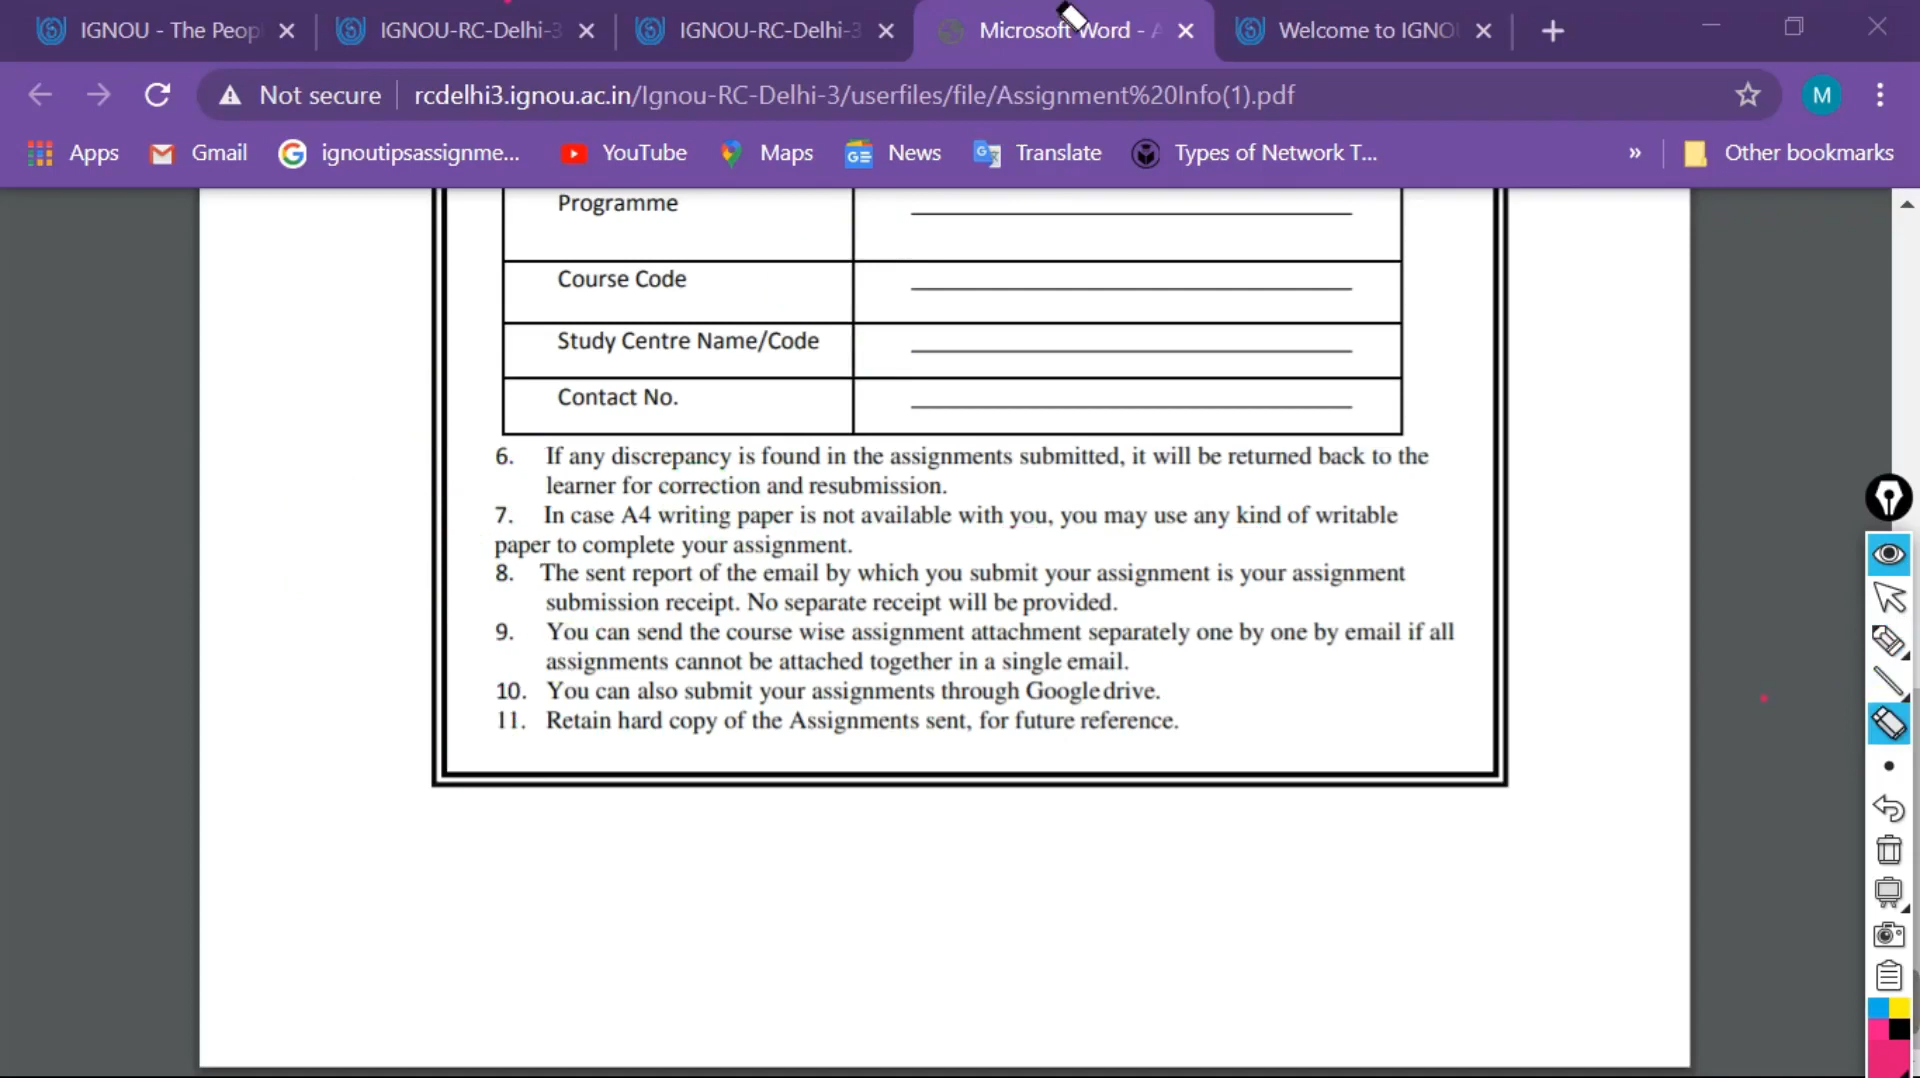 IGNOU - The Peop
IGNOU-RC-Delhi-3
IGNOU-RC-Delhi-3
Microsoft Word - A
Welcome to IGNO
Not secure
rcdelhi3.ignou.ac.in/Ignou-RC-Delhi-3/userfiles/file/Assignment%20Info(1).pdf
M
Apps
Gmail
ignoutipsassignme...
YouTube
Maps
News
Translate
Types of Network T...
»
Other bookmarks
Programme
Course Code
Study Centre Name/Code
Contact No.
6. If any discrepancy is found in the assignments submitted, it will be returned back to the
learner for correction and resubmission.
7. In case A4 writing paper is not available with you, you may use any kind of writable
paper to complete your assignment.
8. The sent report of the email by which you submit your assignment is your assignment
submission receipt. No separate receipt will be provided.
9. You can send the course wise assignment attachment separately one by one by email if all
assignments cannot be attached together in a single email.
10. You can also submit your assignments through Google drive.
11. Retain hard copy of the Assignments sent, for future reference.